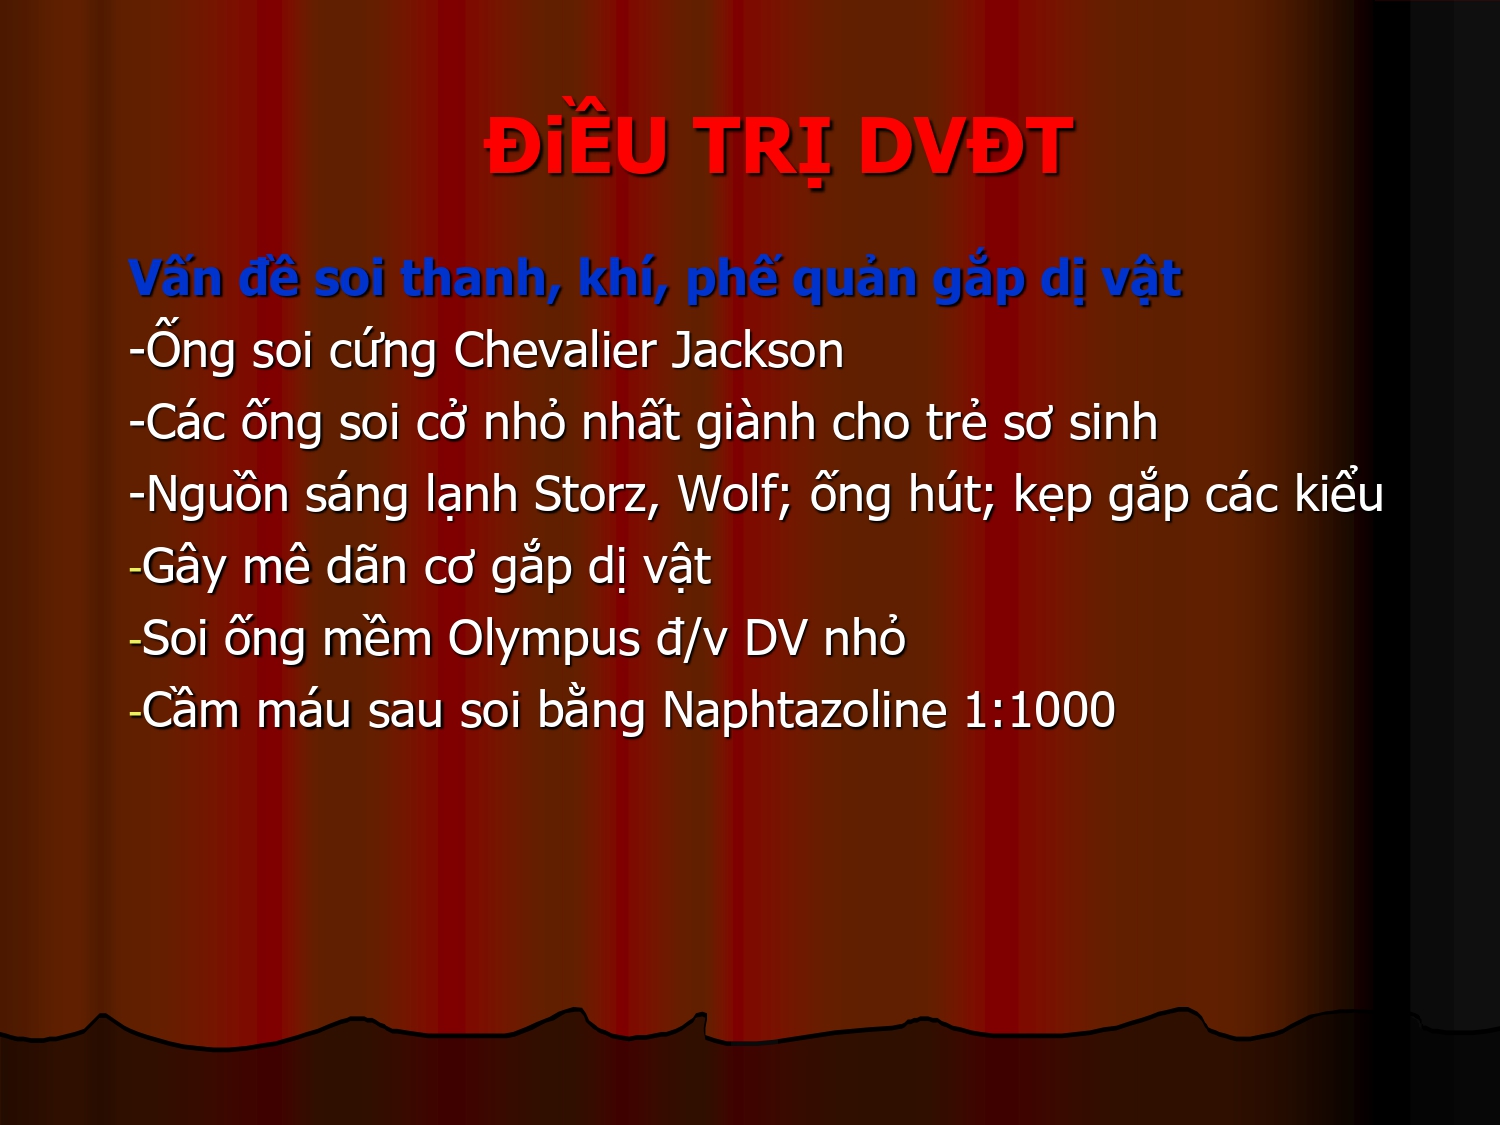 ĐiỀU TRỊ DVĐT
Vấn đề soi thanh, khí, phế quản gắp dị vật
-Ống soi cứng Chevalier Jackson
-Các ống soi cở nhỏ nhất giành cho trẻ sơ sinh
-Nguồn sáng lạnh Storz, Wolf; ống hút; kẹp gắp các kiểu
-Gây mê dãn cơ gắp dị vật
-Soi ống mềm Olympus đ/v DV nhỏ
-Cầm máu sau soi bằng Naphtazoline 1:1000